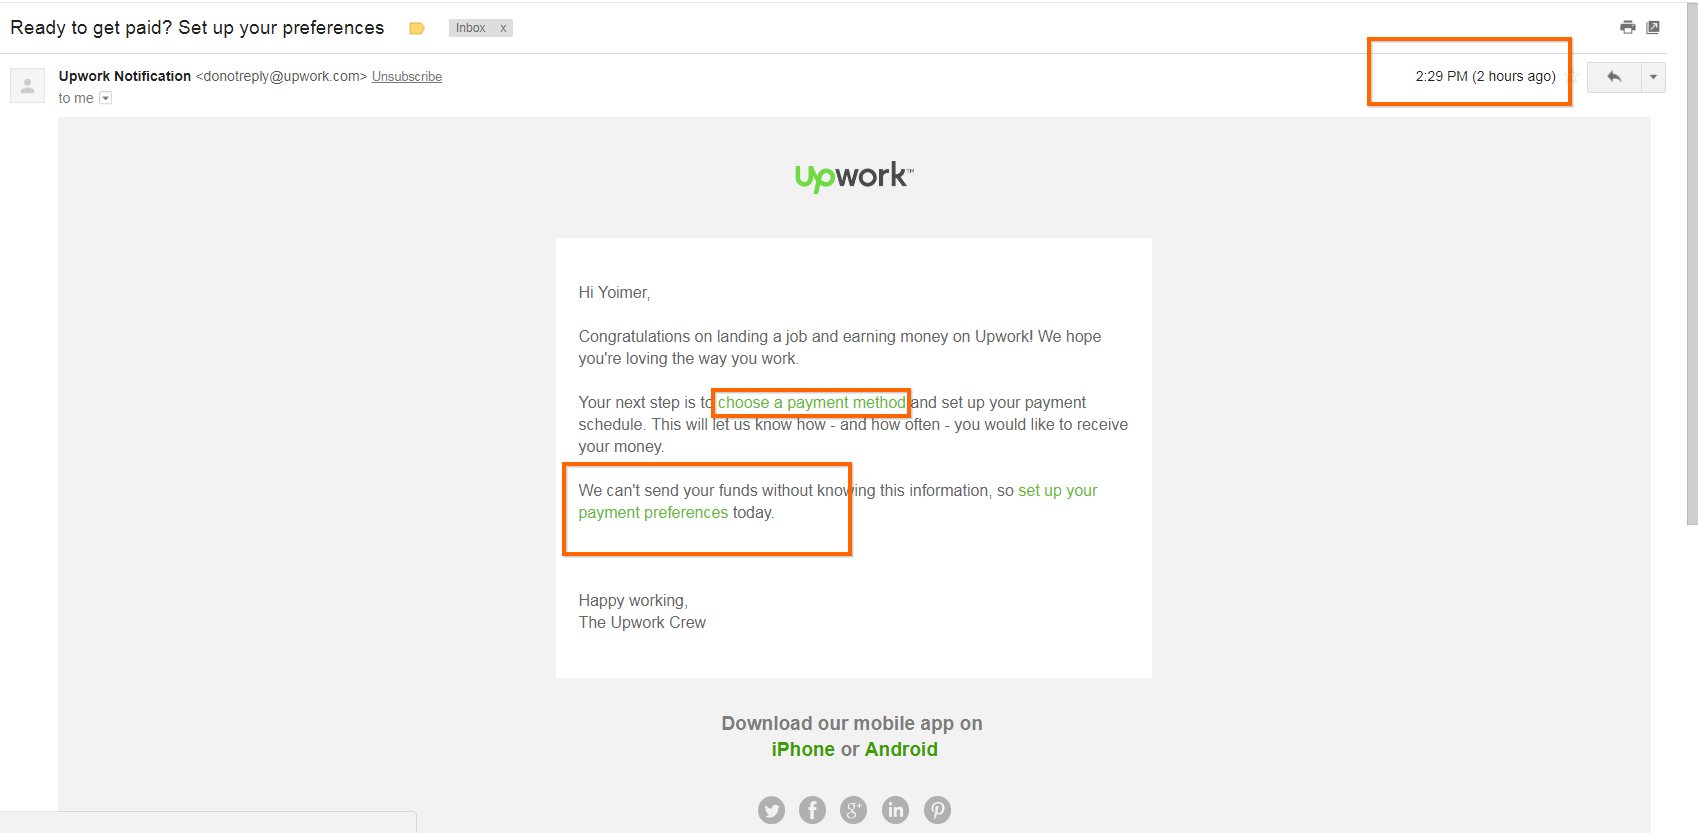 Ready to get paid? Set up your preferences
Inbox x
Upwork Notification <donotreply@upwork.com> Unsubscribe
2:29 PM (2 hours ago)
to me
upwork™
Hi Yoimer,
Congratulations on landing a job and earning money on Upwork! We hope
you're loving the way you work.
Your next step is to choose a payment method and set up your payment
schedule. This will let us know how - and how often - you would like to receive
your money.
We can't send your funds without knowing this information, so set up your
payment preferences today.
Happy working,
The Upwork Crew
Download our mobile app on
iPhone or Android